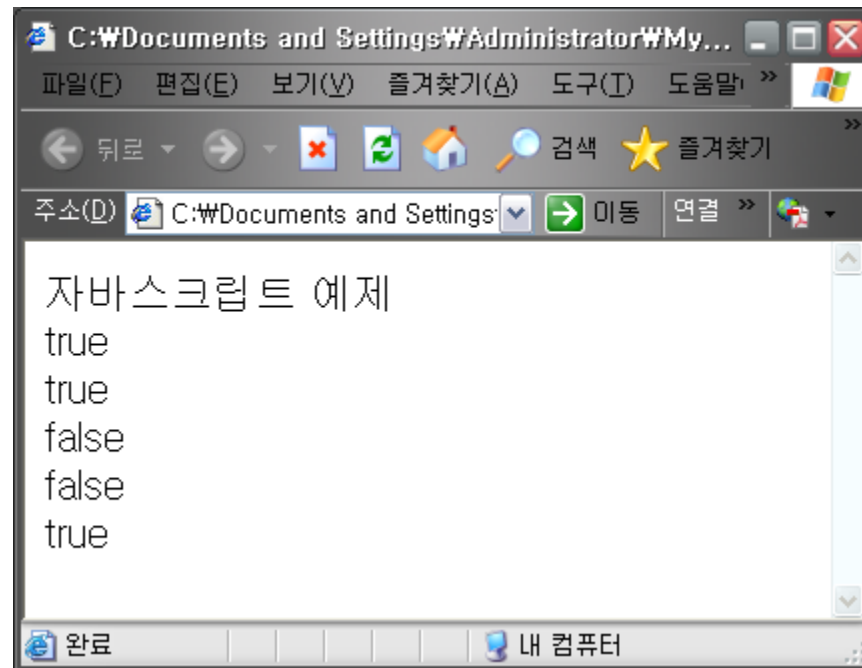 C:₩Documents and Settings₩Administrator₩My...
파일(F) 편집(E) 보기(V) 즐겨찾기(A) 도구(T) 도움말 »
뒤로 검색 즐겨찾기 »
주소(D) C:₩Documents and Settings 이동 연결 »
자바스크립트 예제
true
true
false
false
true
완료 내 컴퓨터